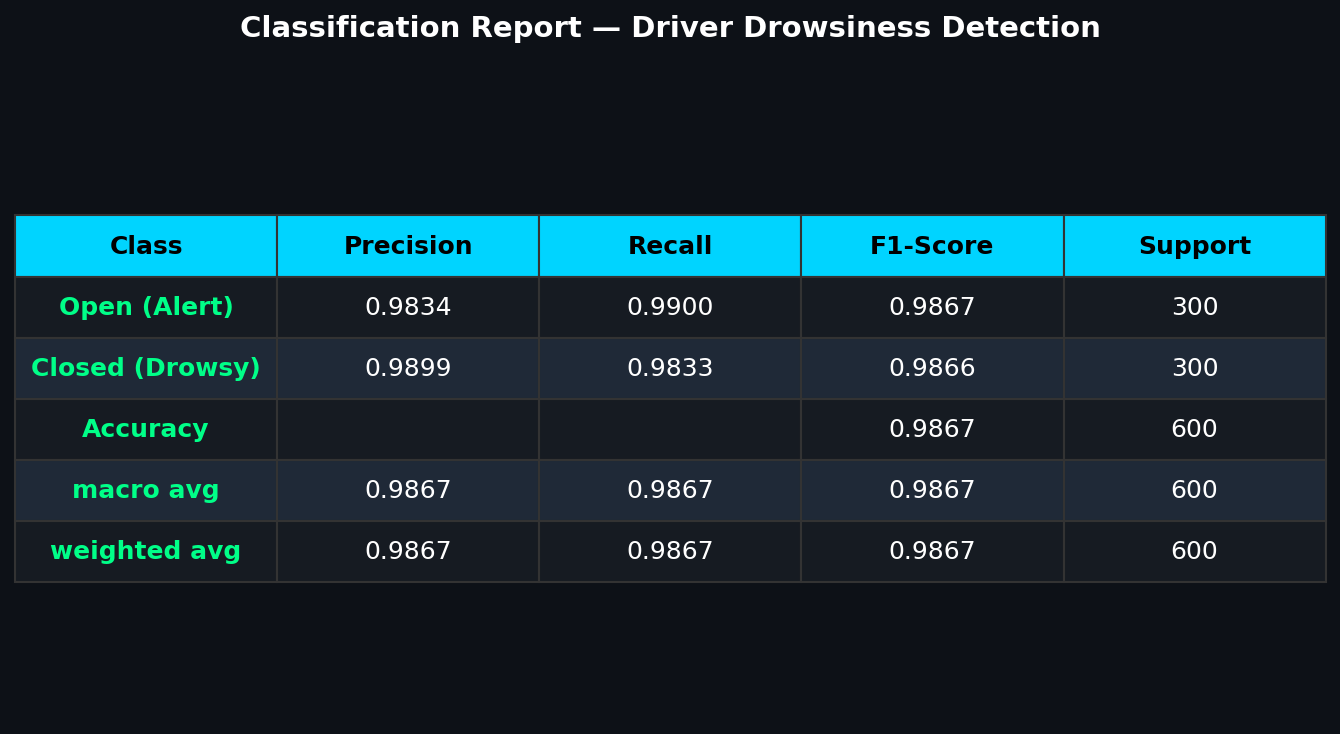 Classification Report — Driver Drowsiness Detection
Class Precision Recall F1-Score Support
Open (Alert) 0.9834 0.9900 0.9867 300
Closed (Drowsy) 0.9899 0.9833 0.9866 300
Accuracy 0.9867 600
macro avg 0.9867 0.9867 0.9867 600
weighted avg 0.9867 0.9867 0.9867 600